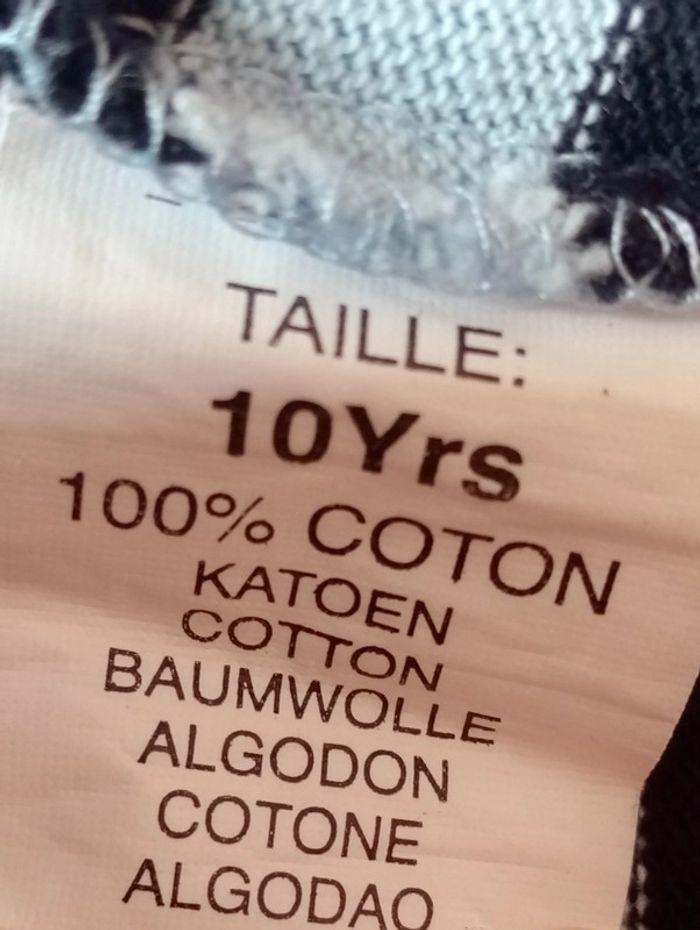 TAILLE:
10Yrs
100% COTON
KATOEN
COTTON
BAUMWOLLE
ALGODON
COTONE
ALGODAO